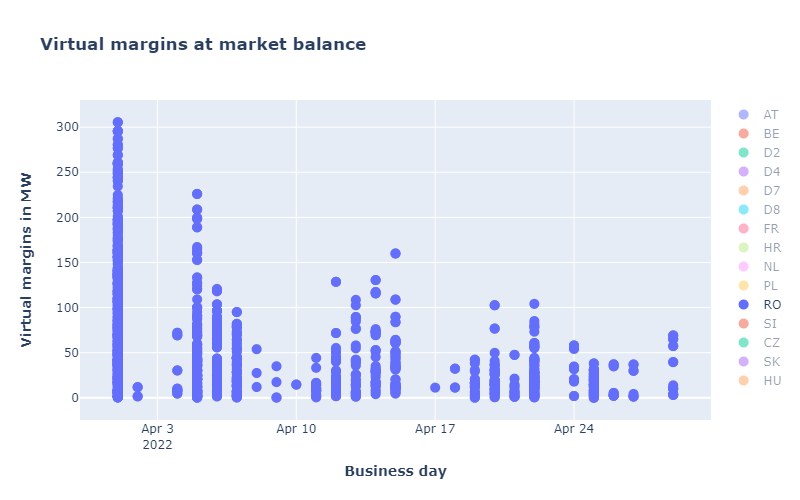 Virtual margins at market balance
Virtual margins in MW
300
250
200
150
100
50
0
Apr 3
2022
Apr 10
Apr 17
Apr 24
Business day
AT
BE
D2
D4
D7
D8
FR
HR
NL
PL
RO
SI
CZ
SK
HU